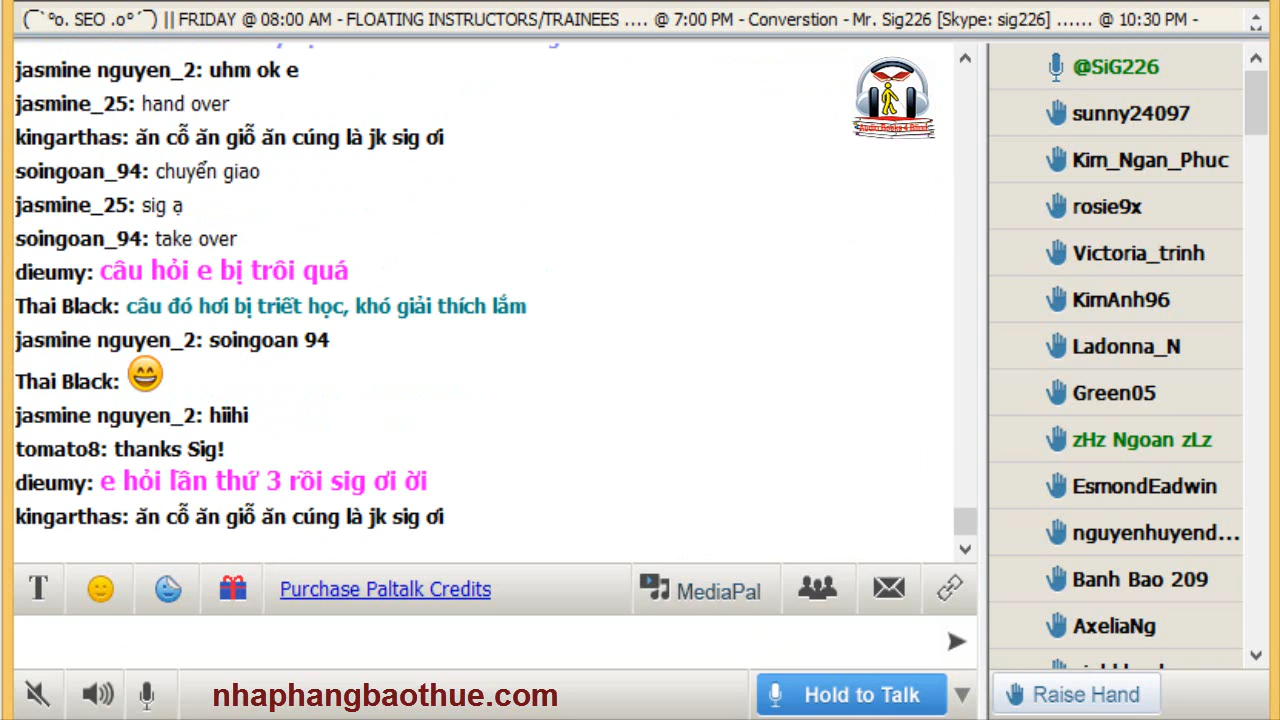 (¯`°o. SEO .o°´¯) || FRIDAY @ 08:00 AM - FLOATING INSTRUCTORS/TRAINEES .... @ 7:00 PM - Converstion - Mr. Sig226 [Skype: sig226] ...... @ 10:30 PM -
jasmine nguyen_2: uhm ok e
jasmine_25: hand over
kingarthas: ăn cỗ ăn giỗ ăn cúng là jk sig ơi
soingoan_94: chuyển giao
jasmine_25: sig ạ
soingoan_94: take over
dieumy: câu hỏi e bị trôi quá
Thai Black: câu đó hơi bị triết học, khó giải thích lắm
jasmine nguyen_2: soingoan 94
Thai Black:
jasmine nguyen_2: hiihi
tomato8: thanks Sig!
dieumy: e hỏi lần thứ 3 rồi sig ơi ời
kingarthas: ăn cỗ ăn giỗ ăn cúng là jk sig ơi
Purchase Paltalk Credits
MediaPal
nhaphangbaothue.com
Hold to Talk
@SiG226
sunny24097
Kim_Ngan_Phuc
rosie9x
Victoria_trinh
KimAnh96
Ladonna_N
Green05
zHz Ngoan zLz
EsmondEadwin
nguyenhuyend...
Banh Bao 209
AxeliaNg
Raise Hand